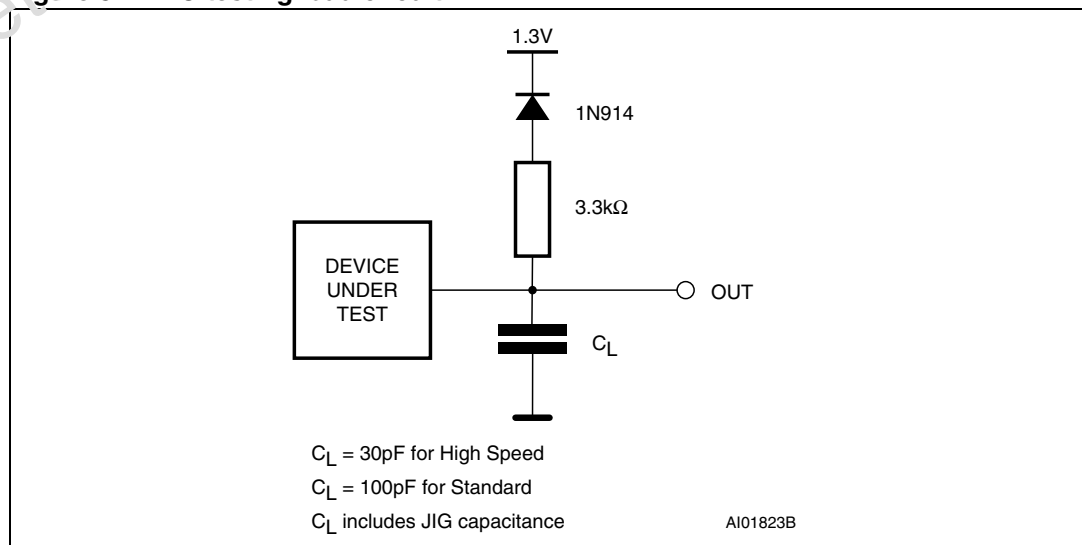 1.3V
1N914
3.3kΩ
DEVICE
UNDER
TEST
OUT
CL
CL = 30pF for High Speed
CL = 100pF for Standard
CL includes JIG capacitance
AI01823B